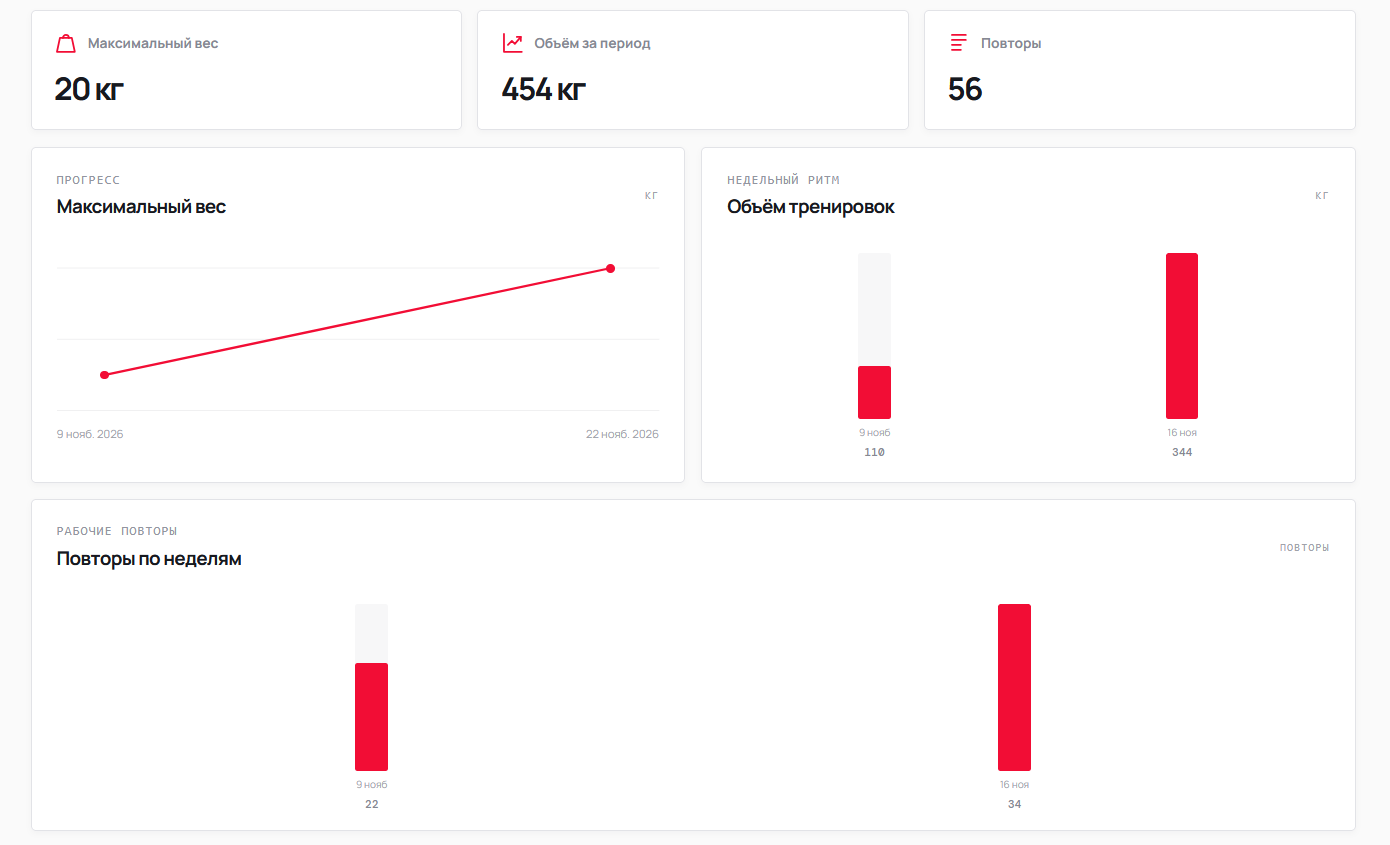 Максимальный вес
20 кг
Объём за период
454 кг
Повторы
56
ПРОГРЕСС
Максимальный вес
КГ
9 нояб. 2026
22 нояб. 2026
НЕДЕЛЬНЫЙ РИТМ
Объём тренировок
КГ
9 нояб
110
16 ноя
344
РАБОЧИЕ ПОВТОРЫ
Повторы по неделям
ПОВТОРЫ
9 нояб
22
16 ноя
34